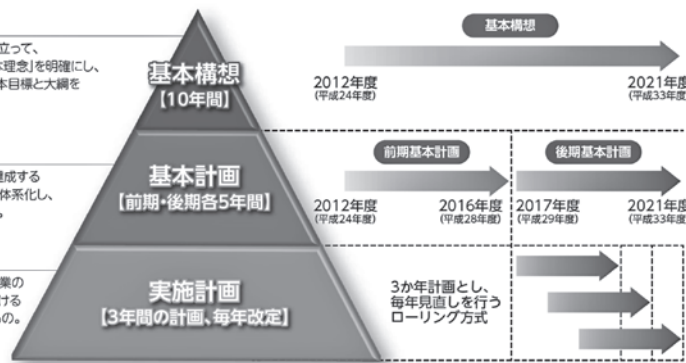 立って、
理念」を明確にし、
本目標と大綱を
基本構想
【10年間】
基本構想
2012年度
(平成24年度)
2021年度
(平成33年度)
達成する
体系化し、
。
基本計画
【前期・後期各5年間】
前期基本計画
後期基本計画
2012年度
(平成24年度)
2016年度
(平成28年度)
2017年度
(平成29年度)
2021年度
(平成33年度)
業の
ける
の。
実施計画
【3年間の計画、毎年改定】
3か年計画とし、
毎年見直しを行う
ローリング方式